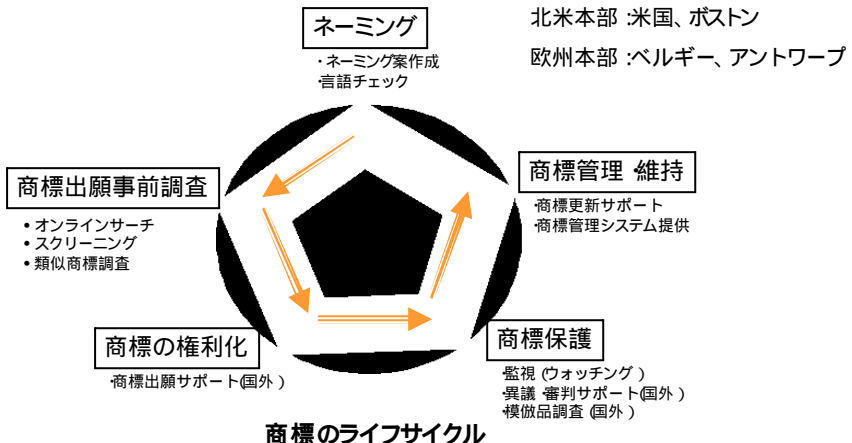 北米本部:米国、ボストン
欧州本部:ベルギー、アントワープ
ネーミング
・ネーミング案作成
・言語チェック
商標出願事前調査
• オンラインサーチ
• スクリーニング
• 類似商標調査
商標管理・維持
・商標更新サポート
・商標管理システム提供
商標の権利化
・商標出願サポート(国外)
商標保護
・監視(ウォッチング)
・異議・審判サポート(国外)
・模倣品調査(国外)
商標のライフサイクル